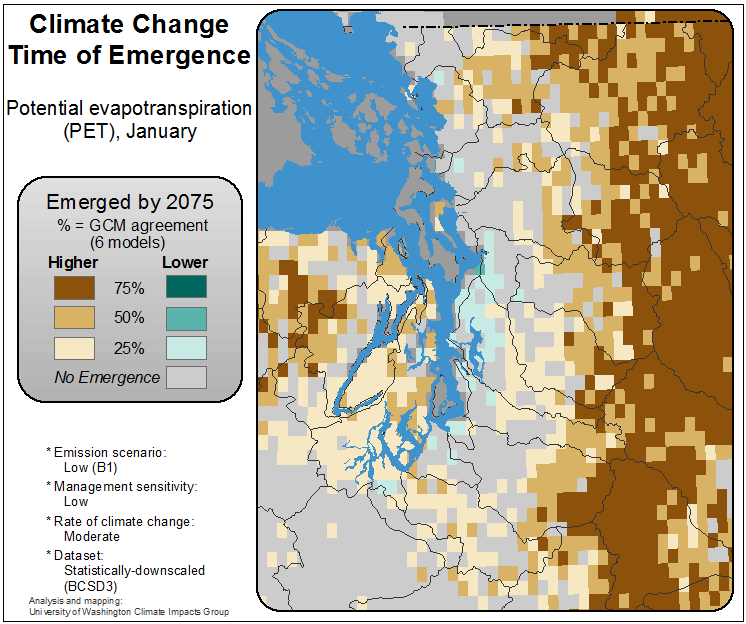 Climate Change
Time of Emergence
Potential evapotranspiration
(PET), January
Emerged by 2075
% = GCM agreement
(6 models)
Higher Lower
75%
50%
25%
No Emergence
* Emission scenario:
Low (B1)
* Management sensitivity:
Low
* Rate of climate change:
Moderate
* Dataset:
Statistically-downscaled
(BCSD3)
Analysis and mapping:
University of Washington Climate Impacts Group